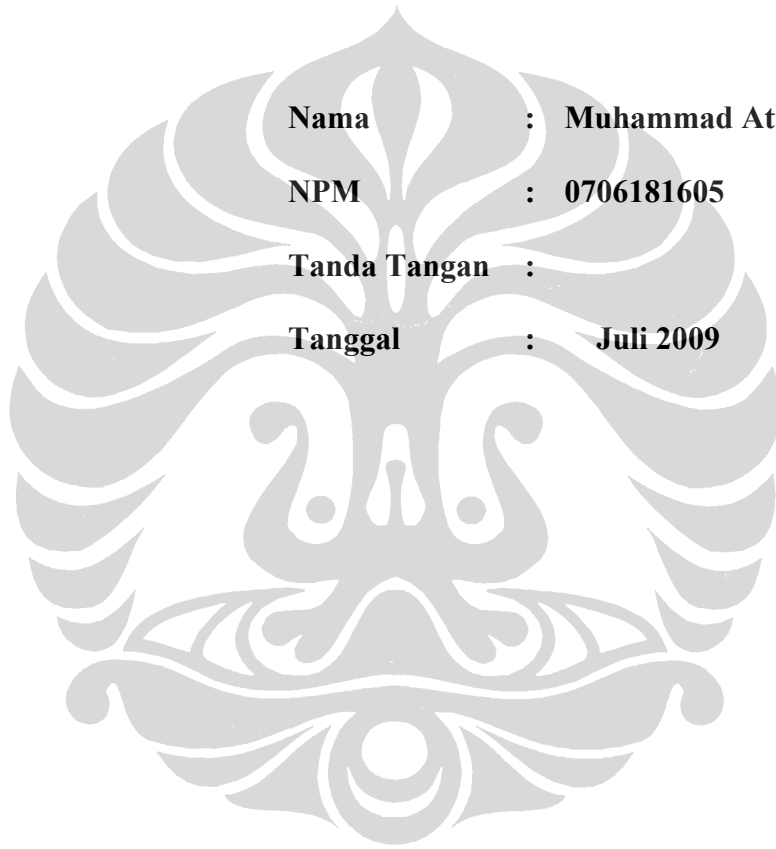 Nama : Muhammad At
NPM : 0706181605
Tanda Tangan :
Tanggal : Juli 2009